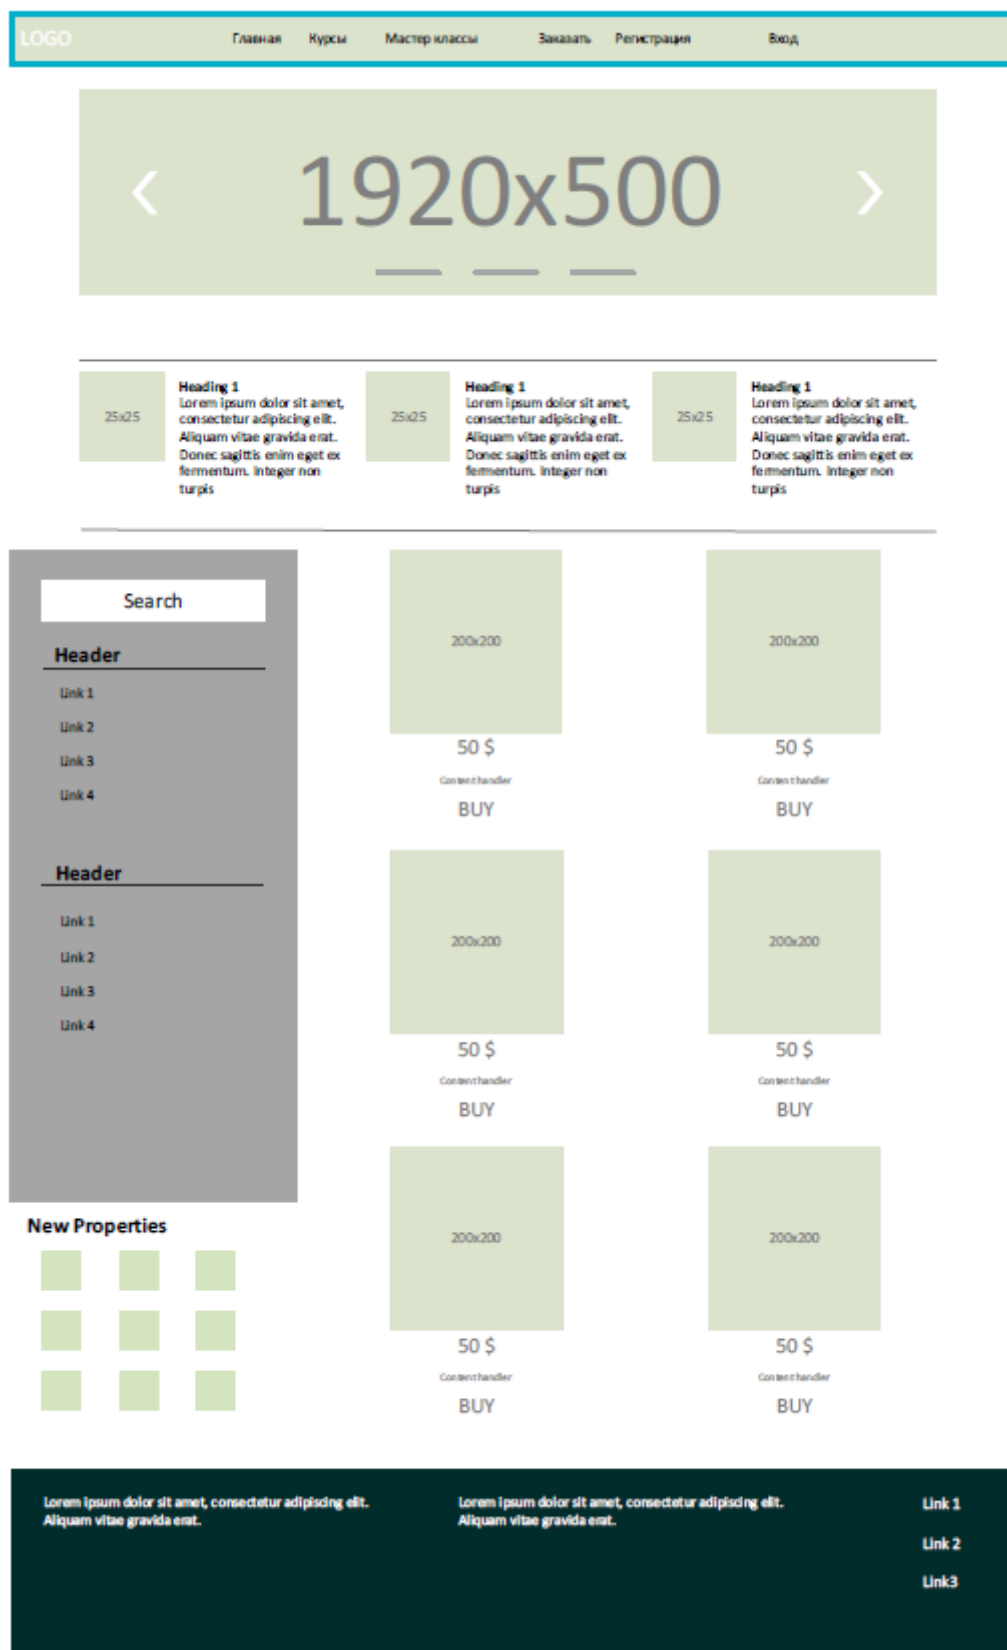 LOGO Главная Курсы Мастер классы Заказать Регистрация Вход
1920x500
25x25
Heading 1
Lorem ipsum dolor sit amet,
consectetur adipiscing elit.
Aliquam vitae gravida erat.
Donec sagittis enim eget ex
fermentum. Integer non
turpis
25x25
Heading 1
Lorem ipsum dolor sit amet,
consectetur adipiscing elit.
Aliquam vitae gravida erat.
Donec sagittis enim eget ex
fermentum. Integer non
turpis
25x25
Heading 1
Lorem ipsum dolor sit amet,
consectetur adipiscing elit.
Aliquam vitae gravida erat.
Donec sagittis enim eget ex
fermentum. Integer non
turpis
Search
Header
Link 1
Link 2
Link 3
Link 4
Header
Link 1
Link 2
Link 3
Link 4
New Properties
200x200
50 $
Content handler
BUY
200x200
50 $
Content handler
BUY
200x200
50 $
Content handler
BUY
200x200
50 $
Content handler
BUY
200x200
50 $
Content handler
BUY
200x200
50 $
Content handler
BUY
Lorem ipsum dolor sit amet, consectetur adipiscing elit.
Aliquam vitae gravida erat.
Lorem ipsum dolor sit amet, consectetur adipiscing elit.
Aliquam vitae gravida erat.
Link 1
Link 2
Link3